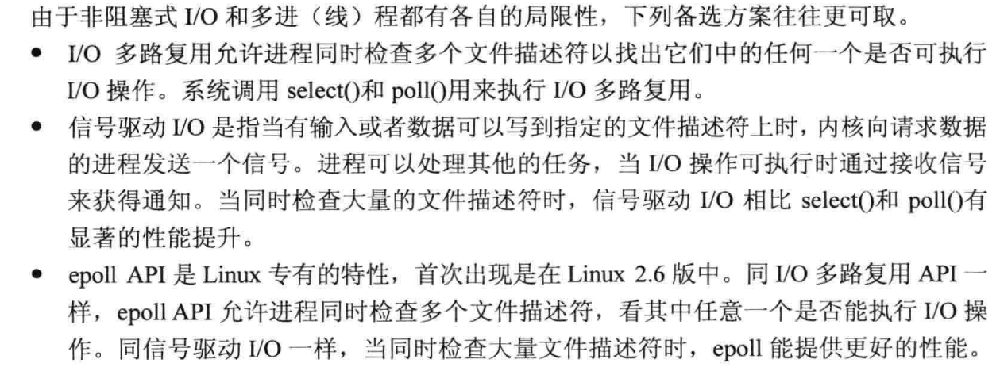 由于非阻塞式 I/O 和多进（线）程都有各自的局限性，下列备选方案往往更可取。
● I/O 多路复用允许进程同时检查多个文件描述符以找出它们中的任何一个是否可执行
I/O 操作。系统调用 select()和 poll()用来执行 I/O 多路复用。
● 信号驱动 I/O 是指当有输入或者数据可以写到指定的文件描述符上时，内核向请求数据
的进程发送一个信号。进程可以处理其他的任务，当 I/O 操作可执行时通过接收信号
来获得通知。当同时检查大量的文件描述符时，信号驱动 I/O 相比 select()和 poll()有
显著的性能提升。
● epoll API 是 Linux 专有的特性，首次出现是在 Linux 2.6 版中。同 I/O 多路复用 API 一
样，epoll API 允许进程同时检查多个文件描述符，看其中任意一个是否能执行 I/O 操
作。同信号驱动 I/O 一样，当同时检查大量文件描述符时，epoll 能提供更好的性能。